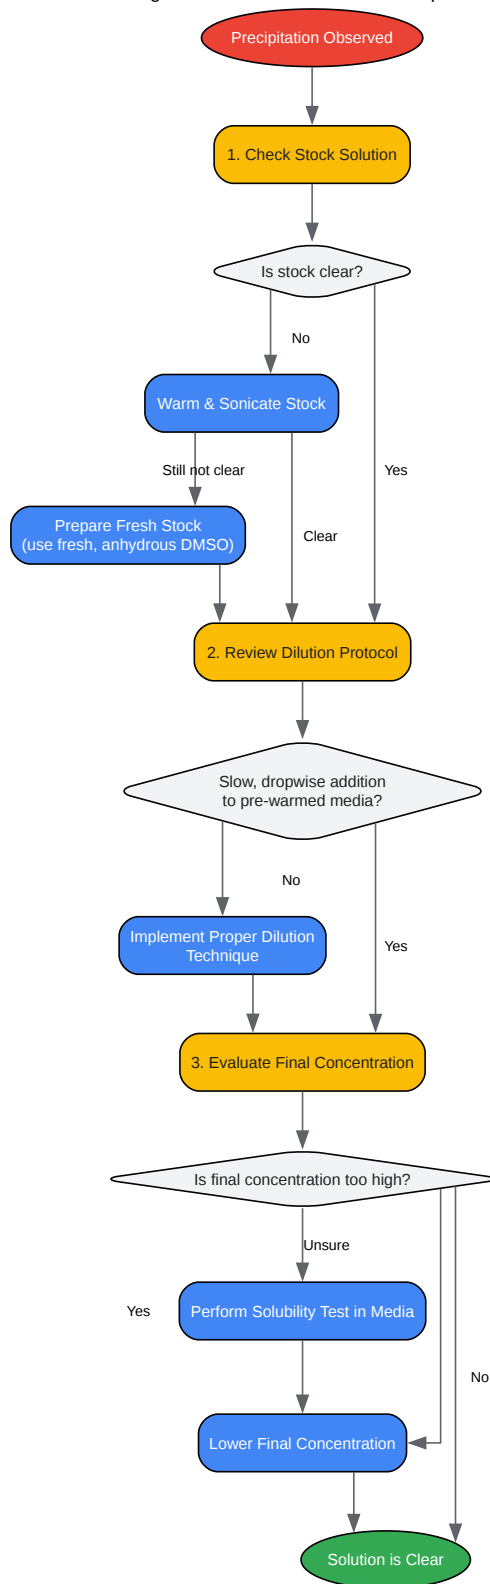 Precipitation Observed
1. Check Stock Solution
Is stock clear?
No
Warm & Sonicate Stock
Still not clear
Yes
Prepare Fresh Stock
(use fresh, anhydrous DMSO)
Clear
2. Review Dilution Protocol
Slow, dropwise addition
to pre-warmed media?
No
Implement Proper Dilution
Technique
Yes
3. Evaluate Final Concentration
Is final concentration too high?
Unsure
Yes
Perform Solubility Test in Media
No
Lower Final Concentration
Solution is Clear